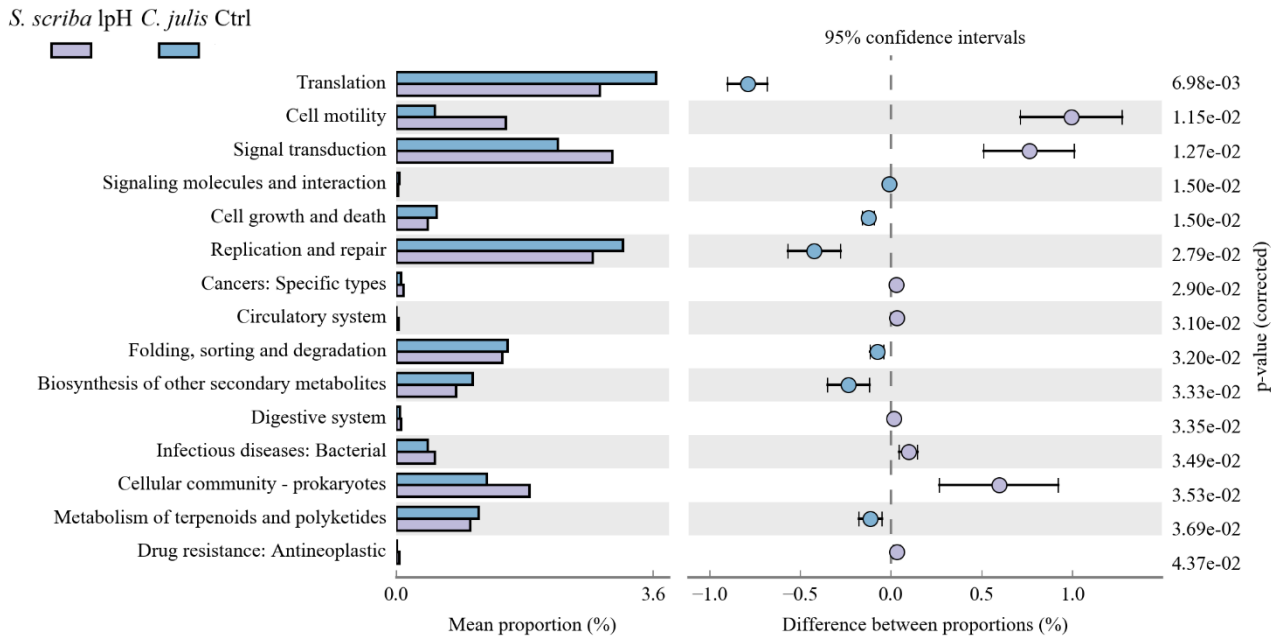 S. scriba lpH C. julis Ctrl
95% confidence intervals
Translation
6.98e-03
Cell motility
1.15e-02
Signal transduction
1.27e-02
Signaling molecules and interaction
1.50e-02
Cell growth and death
1.50e-02
Replication and repair
2.79e-02
Cancers: Specific types
2.90e-02
Circulatory system
3.10e-02
Folding, sorting and degradation
3.20e-02
Biosynthesis of other secondary metabolites
3.33e-02
Digestive system
3.35e-02
Infectious diseases: Bacterial
3.49e-02
Cellular community - prokaryotes
3.53e-02
Metabolism of terpenoids and polyketides
3.69e-02
Drug resistance: Antineoplastic
4.37e-02
p-value (corrected)
0.0 3.6
−1.0 −0.5 0.0 0.5 1.0
Mean proportion (%)
Difference between proportions (%)